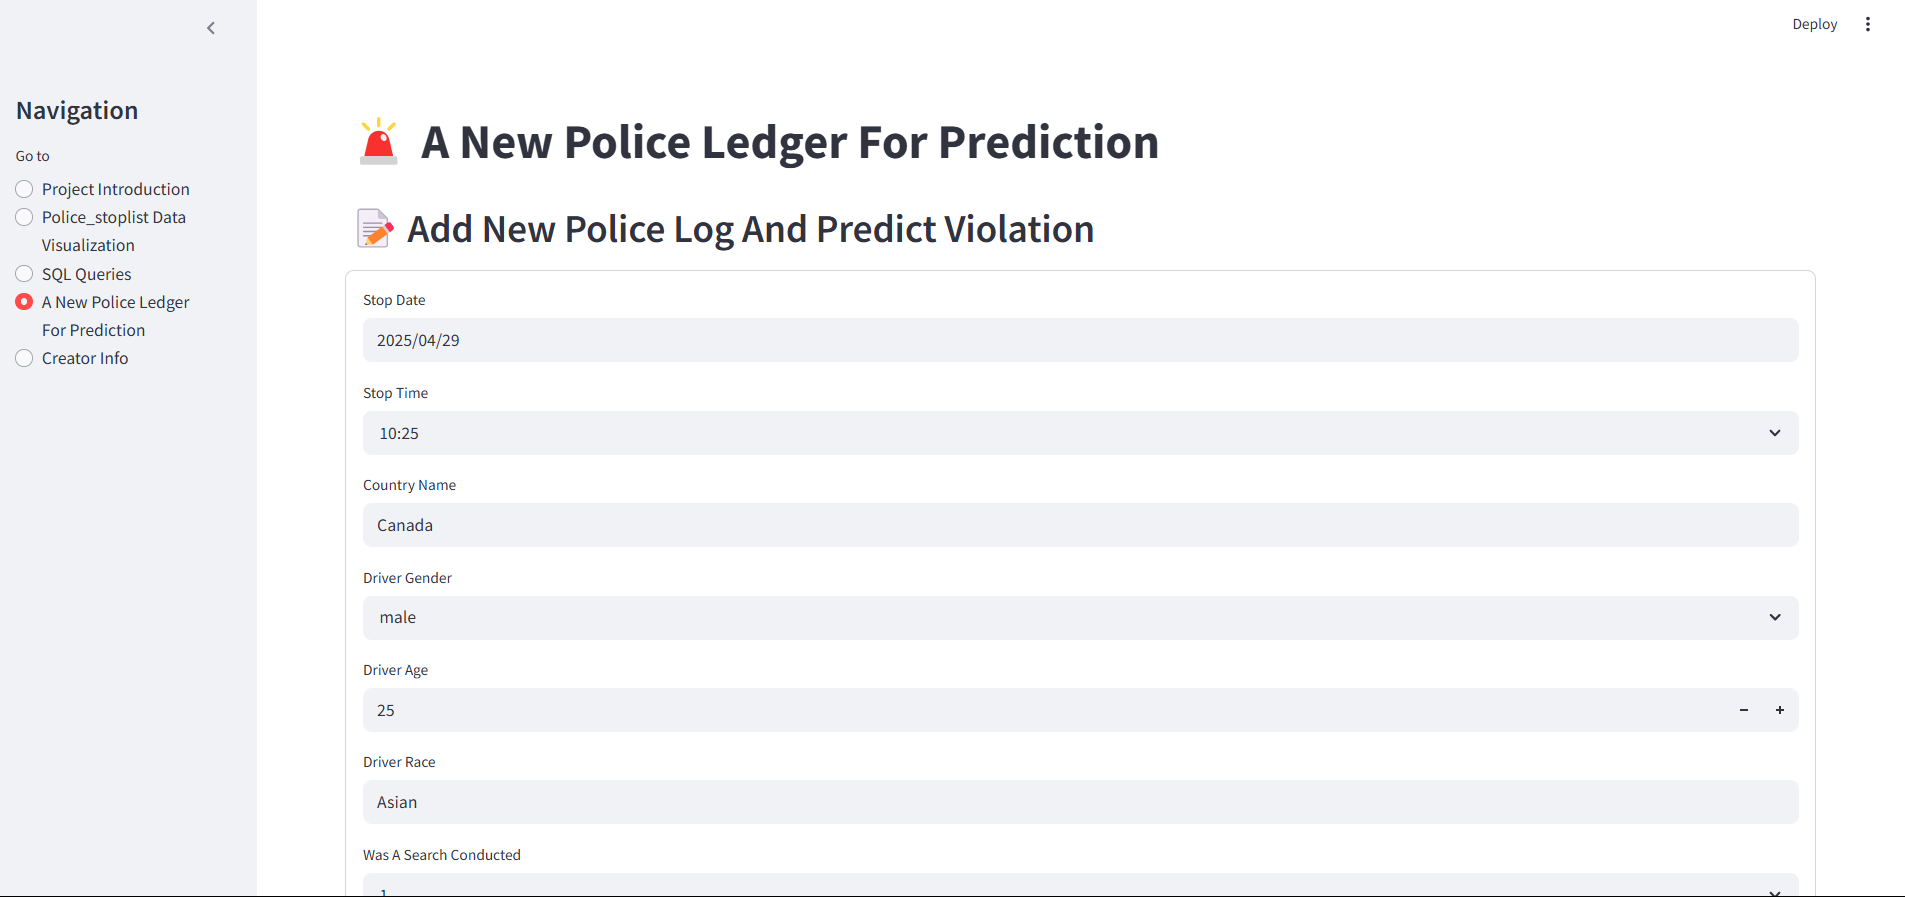 Deploy
Navigation
Go to
Project Introduction
Police_stoplist Data
Visualization
SQL Queries
A New Police Ledger
For Prediction
Creator Info
A New Police Ledger For Prediction
Add New Police Log And Predict Violation
Stop Date
2025/04/29
Stop Time
10:25
Country Name
Canada
Driver Gender
male
Driver Age
25
Driver Race
Asian
Was A Search Conducted
1